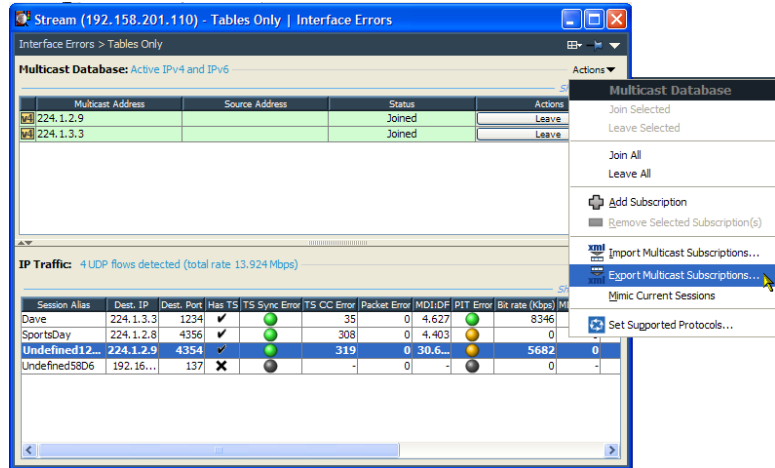 Stream (192.158.201.110) - Tables Only | Interface Errors
Interface Errors > Tables Only
Multicast Database: Active IPv4 and IPv6
Actions
Multicast Address Source Address Status Actions
v4 224.1.2.9 Joined Leave
v4 224.1.3.3 Joined Leave
Multicast Database
Join Selected
Leave Selected
Join All
Leave All
Add Subscription
Remove Selected Subscription(s)
xml Import Multicast Subscriptions...
xml Export Multicast Subscriptions...
Mimic Current Sessions
Set Supported Protocols...
IP Traffic: 4 UDP flows detected (total rate 13.924 Mbps)
Session Alias Dest. IP Dest. Port Has TS TS Sync Error TS CC Error Packet Error MDI:DF PIT Error Bit rate (Kbps)
Dave 224.1.3.3 1234 ✔ 35 0 4.627 8346
SportsDay 224.1.2.8 4356 ✔ 308 0 4.403 0
Undefined12... 224.1.2.9 4354 ✔ 319 0 30.6... 5682 0
Undefined58D6 192.16... 137 ✖ - 0 - 0 -